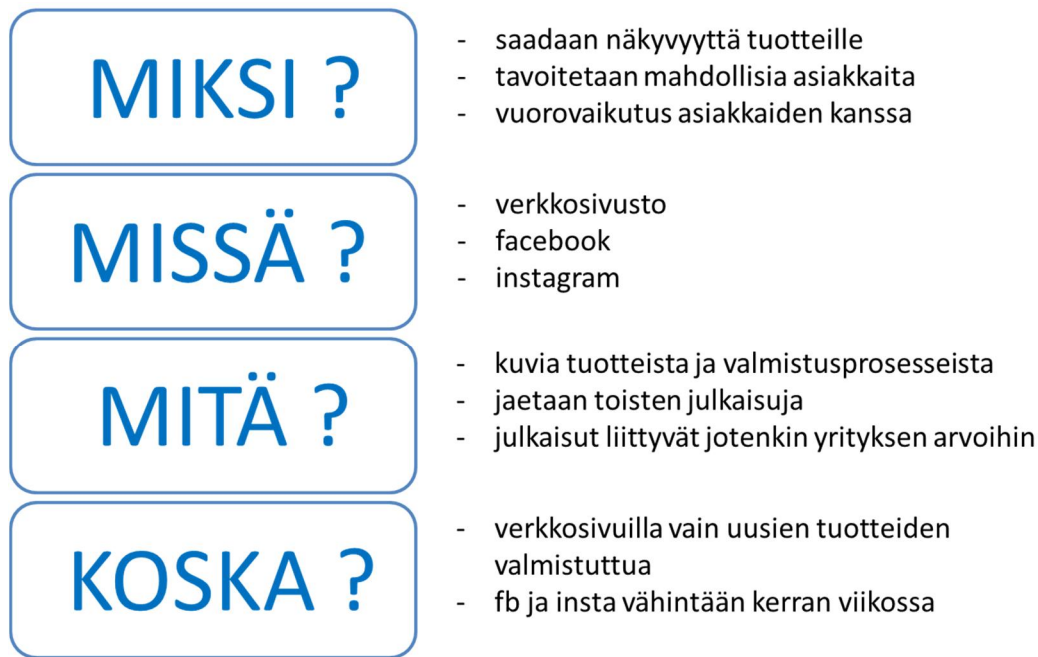 MIKSI ?
- saadaan näkyvyyttä tuotteille
- tavoitetaan mahdollisia asiakkaita
- vuorovaikutus asiakkaiden kanssa
MISSÄ ?
- verkkosivusto
- facebook
- instagram
MITÄ ?
- kuvia tuotteista ja valmistusprosesseista
- jaetaan toisten julkaisuja
- julkaisut liittyvät jotenkin yrityksen arvoihin
KOSKA ?
- verkkosivuilla vain uusien tuotteiden
valmistuttua
- fb ja insta vähintään kerran viikossa